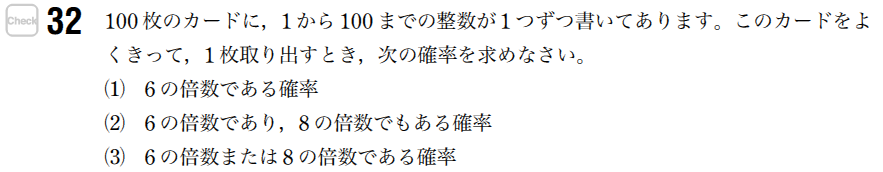 Check 32 100枚のカードに，1から100までの整数が1つずつ書いてあります。このカードをよ
くきって，1枚取り出すとき，次の確率を求めなさい。
(1) 6の倍数である確率
(2) 6の倍数であり，8の倍数でもある確率
(3) 6の倍数または8の倍数である確率